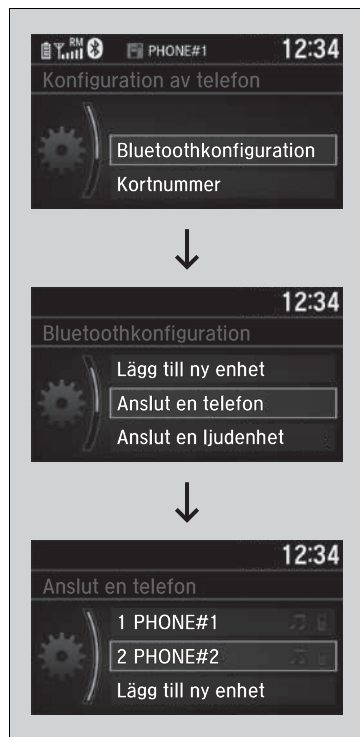 RM PHONE#1 12:34
Konfiguration av telefon
Bluetoothkonfiguration
Kortnummer
12:34
Bluetoothkonfiguration
Lägg till ny enhet
Anslut en telefon
Anslut en ljudenhet
12:34
Anslut en telefon
1 PHONE#1
2 PHONE#2
Lägg till ny enhet